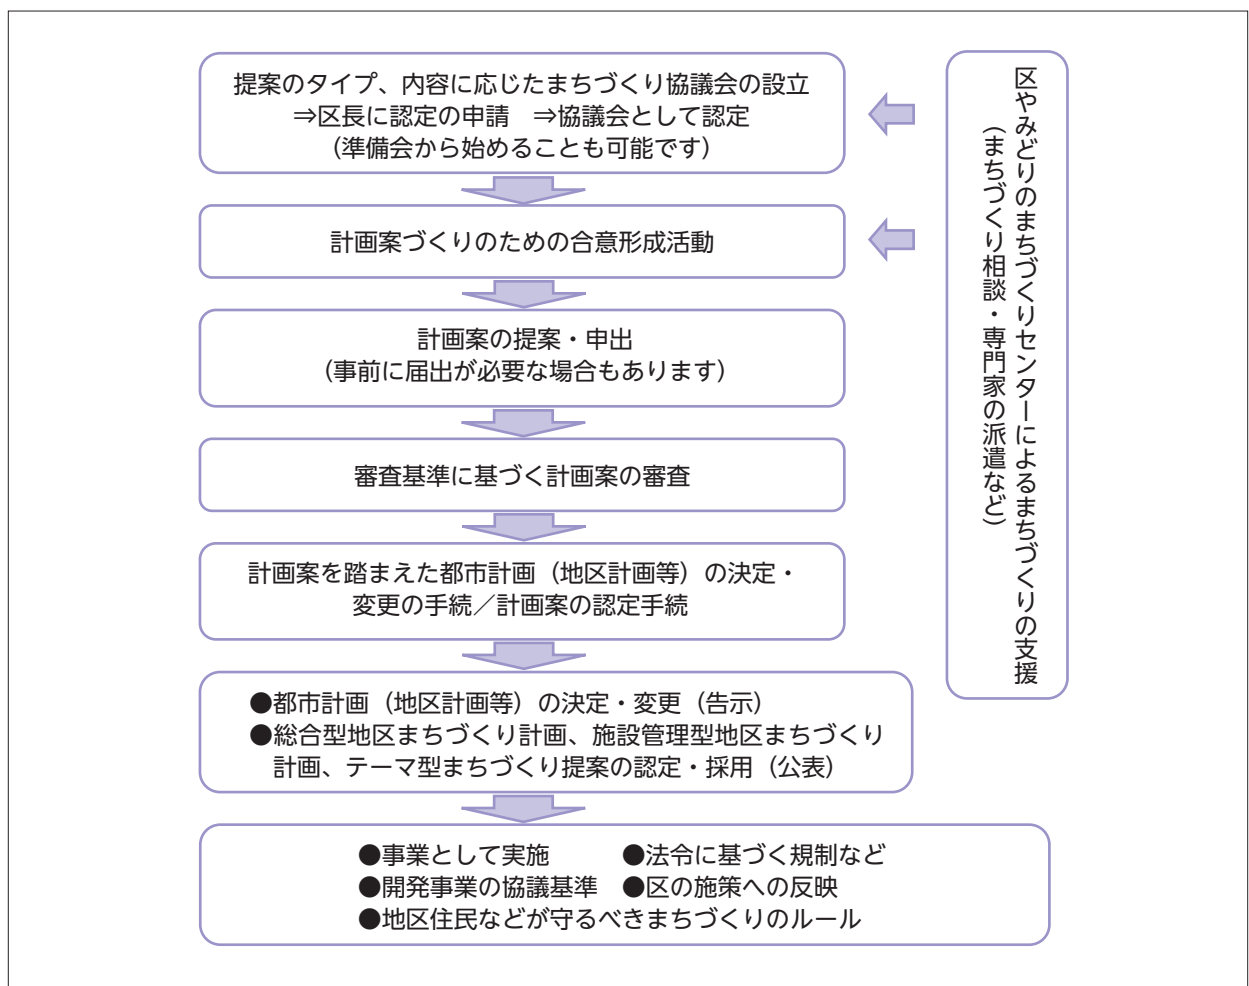 提案のタイプ、内容に応じたまちづくり協議会の設立
⇒区長に認定の申請　⇒協議会として認定
（準備会から始めることも可能です）
計画案づくりのための合意形成活動
計画案の提案・申出
（事前に届出が必要な場合もあります）
審査基準に基づく計画案の審査
計画案を踏まえた都市計画（地区計画等）の決定・
変更の手続／計画案の認定手続
●都市計画（地区計画等）の決定・変更（告示）
●総合型地区まちづくり計画、施設管理型地区まちづくり
計画、テーマ型まちづくり提案の認定・採用（公表）
●事業として実施　●法令に基づく規制など
●開発事業の協議基準　●区の施策への反映
●地区住民などが守るべきまちづくりのルール
区やみどりのまちづくりセンターによるまちづくりの支援
（まちづくり相談・専門家の派遣など）